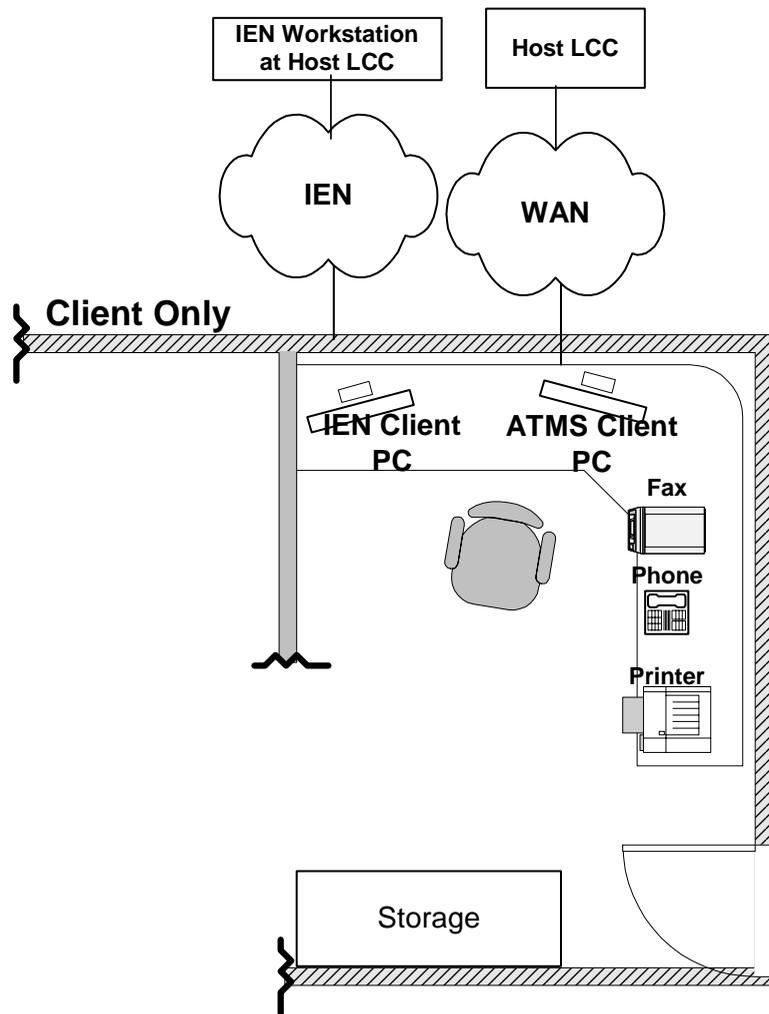 IEN Workstation
at Host LCC
Host LCC
IEN
WAN
Client Only
IEN Client
PC
ATMS Client
PC
Fax
Phone
Printer
Storage